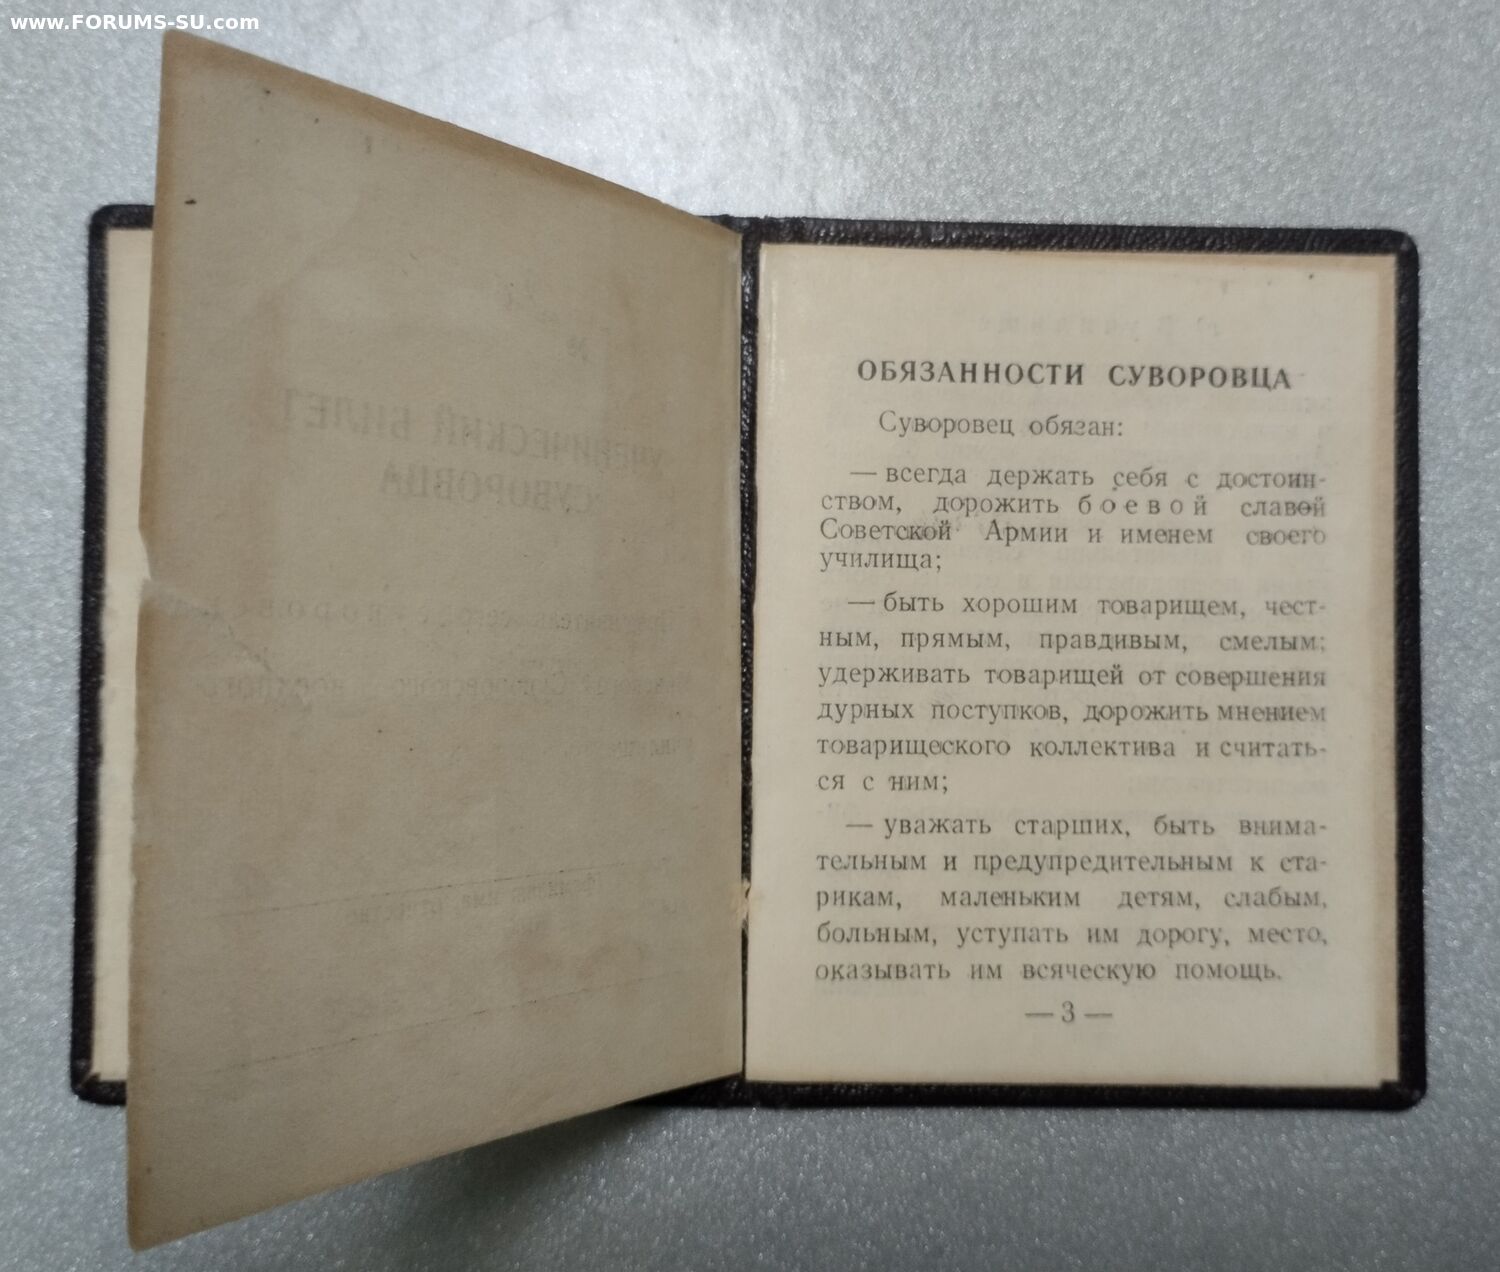 www.FORUMS-SU.com
УЧЕНИЧЕСКИЙ БИЛЕТ
СУВОРОВЦА
ОБЯЗАННОСТИ СУВОРОВЦА
Суворовец обязан:
— всегда держать себя с достоин-
ством, дорожить боевой славой
Советской Армии и именем своего
училища;
— быть хорошим товарищем, чест-
ным, прямым, правдивым, смелым;
удерживать товарищей от совершения
дурных поступков, дорожить мнением
товарищеского коллектива и считать-
ся с ним;
— уважать старших, быть внима-
тельным и предупредительным к ста-
рикам, маленьким детям, слабым,
больным, уступать им дорогу, место,
оказывать им всяческую помощь.
— 3 —